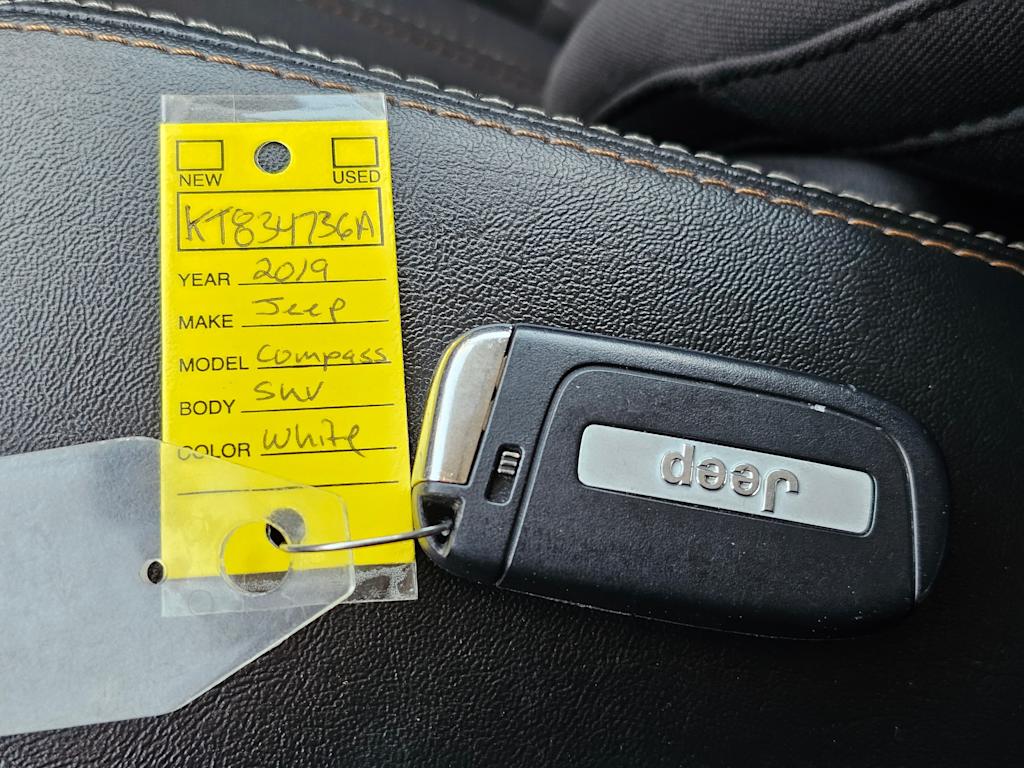 NEW USED
KT834736A
YEAR 2019
MAKE Jeep
MODEL Compass
BODY SUV
COLOR White
Jeep